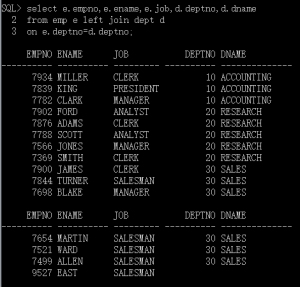 SQL> select e.empno,e.ename,e.job,d.deptno,d.dname
2 from emp e left join dept d
3 on e.deptno=d.deptno;
EMPNO ENAME JOB DEPTNO DNAME
---------- ---------- --------- ---------- --------------
7934 MILLER CLERK 10 ACCOUNTING
7839 KING PRESIDENT 10 ACCOUNTING
7782 CLARK MANAGER 10 ACCOUNTING
7902 FORD ANALYST 20 RESEARCH
7876 ADAMS CLERK 20 RESEARCH
7788 SCOTT ANALYST 20 RESEARCH
7566 JONES MANAGER 20 RESEARCH
7369 SMITH CLERK 20 RESEARCH
7900 JAMES CLERK 30 SALES
7844 TURNER SALESMAN 30 SALES
7698 BLAKE MANAGER 30 SALES
EMPNO ENAME JOB DEPTNO DNAME
---------- ---------- --------- ---------- --------------
7654 MARTIN SALESMAN 30 SALES
7521 WARD SALESMAN 30 SALES
7499 ALLEN SALESMAN 30 SALES
9527 EAST SALESMAN